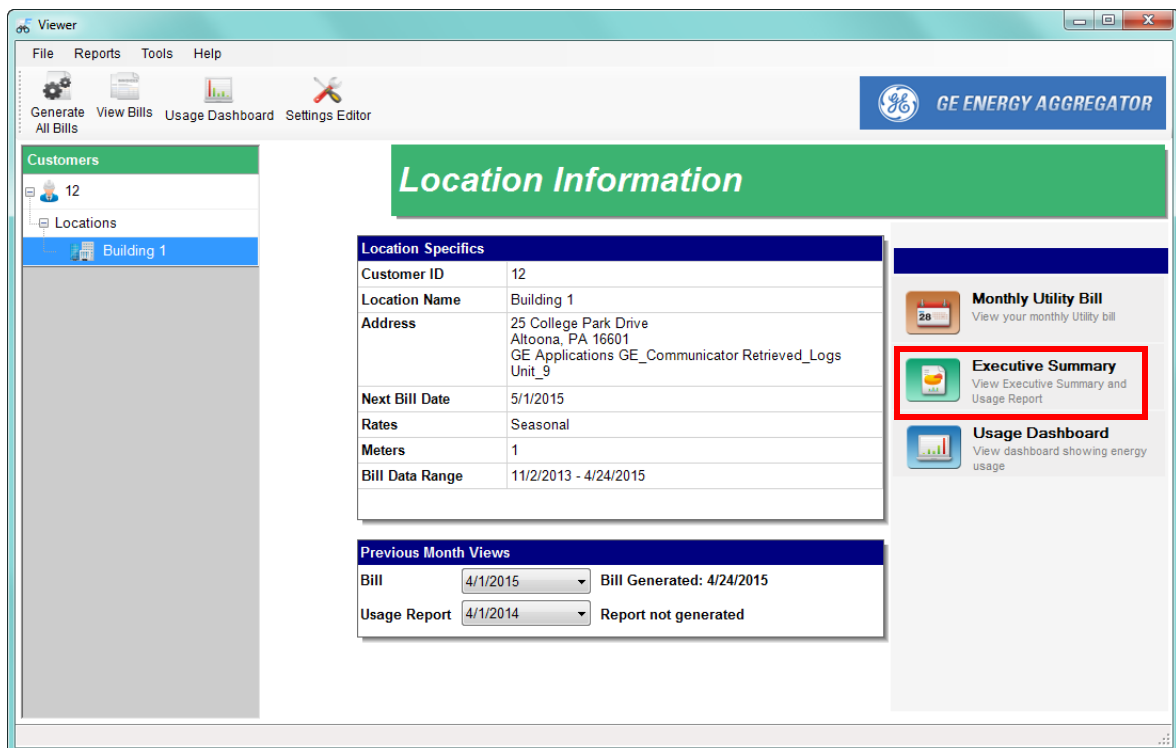 Viewer
File Reports Tools Help
Generate
All Bills
View Bills
Usage Dashboard
Settings Editor
GE ENERGY AGGREGATOR
Customers
12
Locations
Building 1
Location Information
Location Specifics
Customer ID 12
Location Name Building 1
Address 25 College Park Drive
Altoona, PA 16601
GE Applications GE_Communicator Retrieved_Logs
Unit_9
Next Bill Date 5/1/2015
Rates Seasonal
Meters 1
Bill Data Range 11/2/2013 - 4/24/2015
Previous Month Views
Bill 4/1/2015 Bill Generated: 4/24/2015
Usage Report 4/1/2014 Report not generated
28
Monthly Utility Bill
View your monthly Utility bill
Executive Summary
View Executive Summary and
Usage Report
Usage Dashboard
View dashboard showing energy
usage